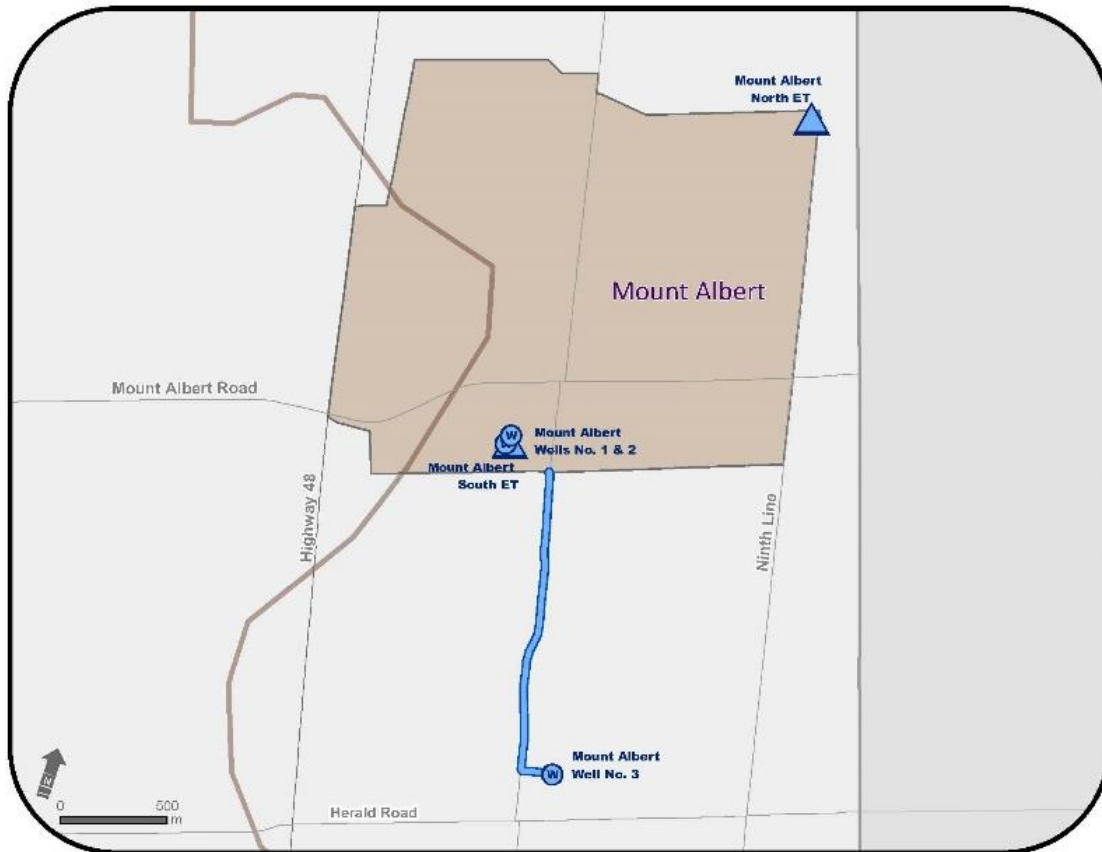 Mount Albert
North ET
Mount Albert
Mount Albert Road
W
Mount Albert
Wells No. 1 & 2
Mount Albert
South ET
Highway 48
Ninth Line
Mount Albert
W
Well No. 3
N
0
500
m
Herald Road